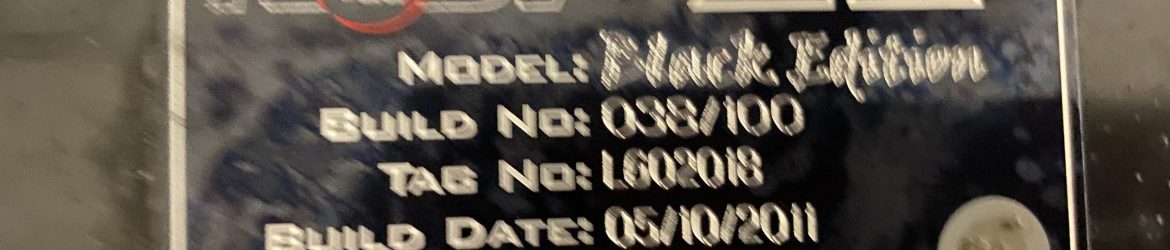 Model: Black Edition
Build No: 038/100
Tag No: L602018
Build Date: 05/10/2011